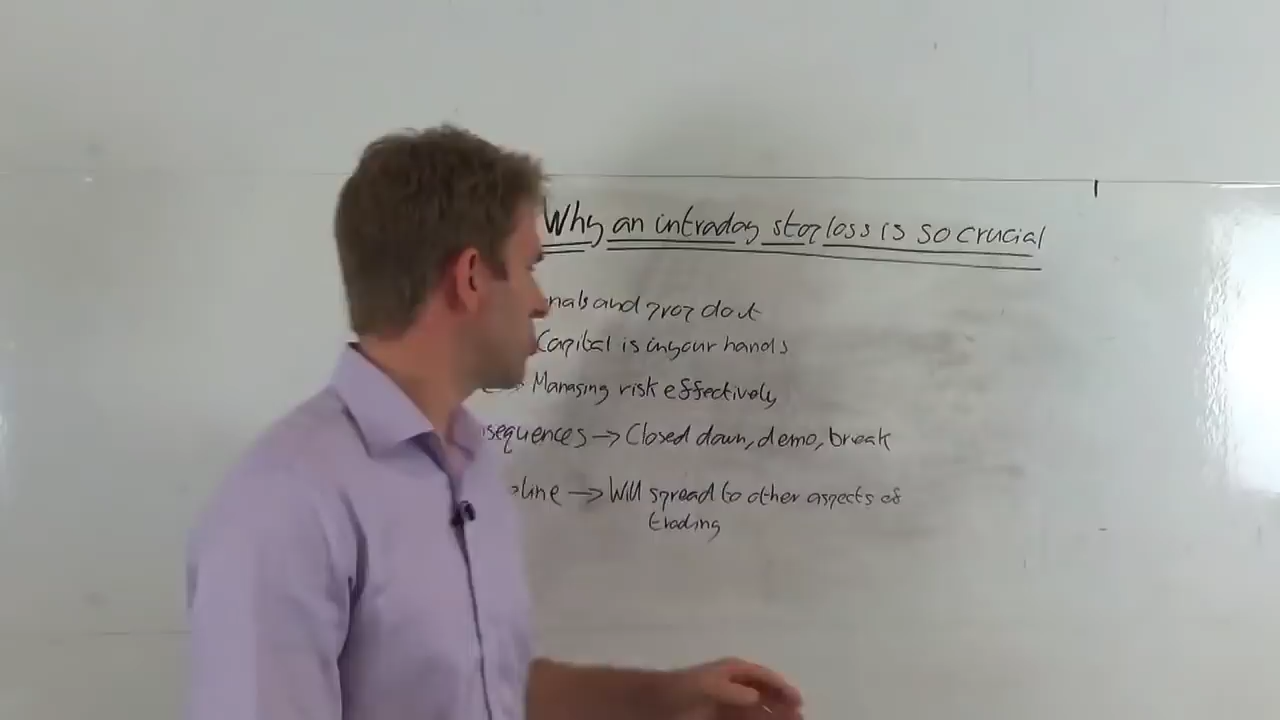 Why an intraday stop loss is so crucial
nals and prop do it
Capital is in your hands
→ Managing risk effectively
sequences → Closed down, demo, break
line → Will spread to other aspects of
trading